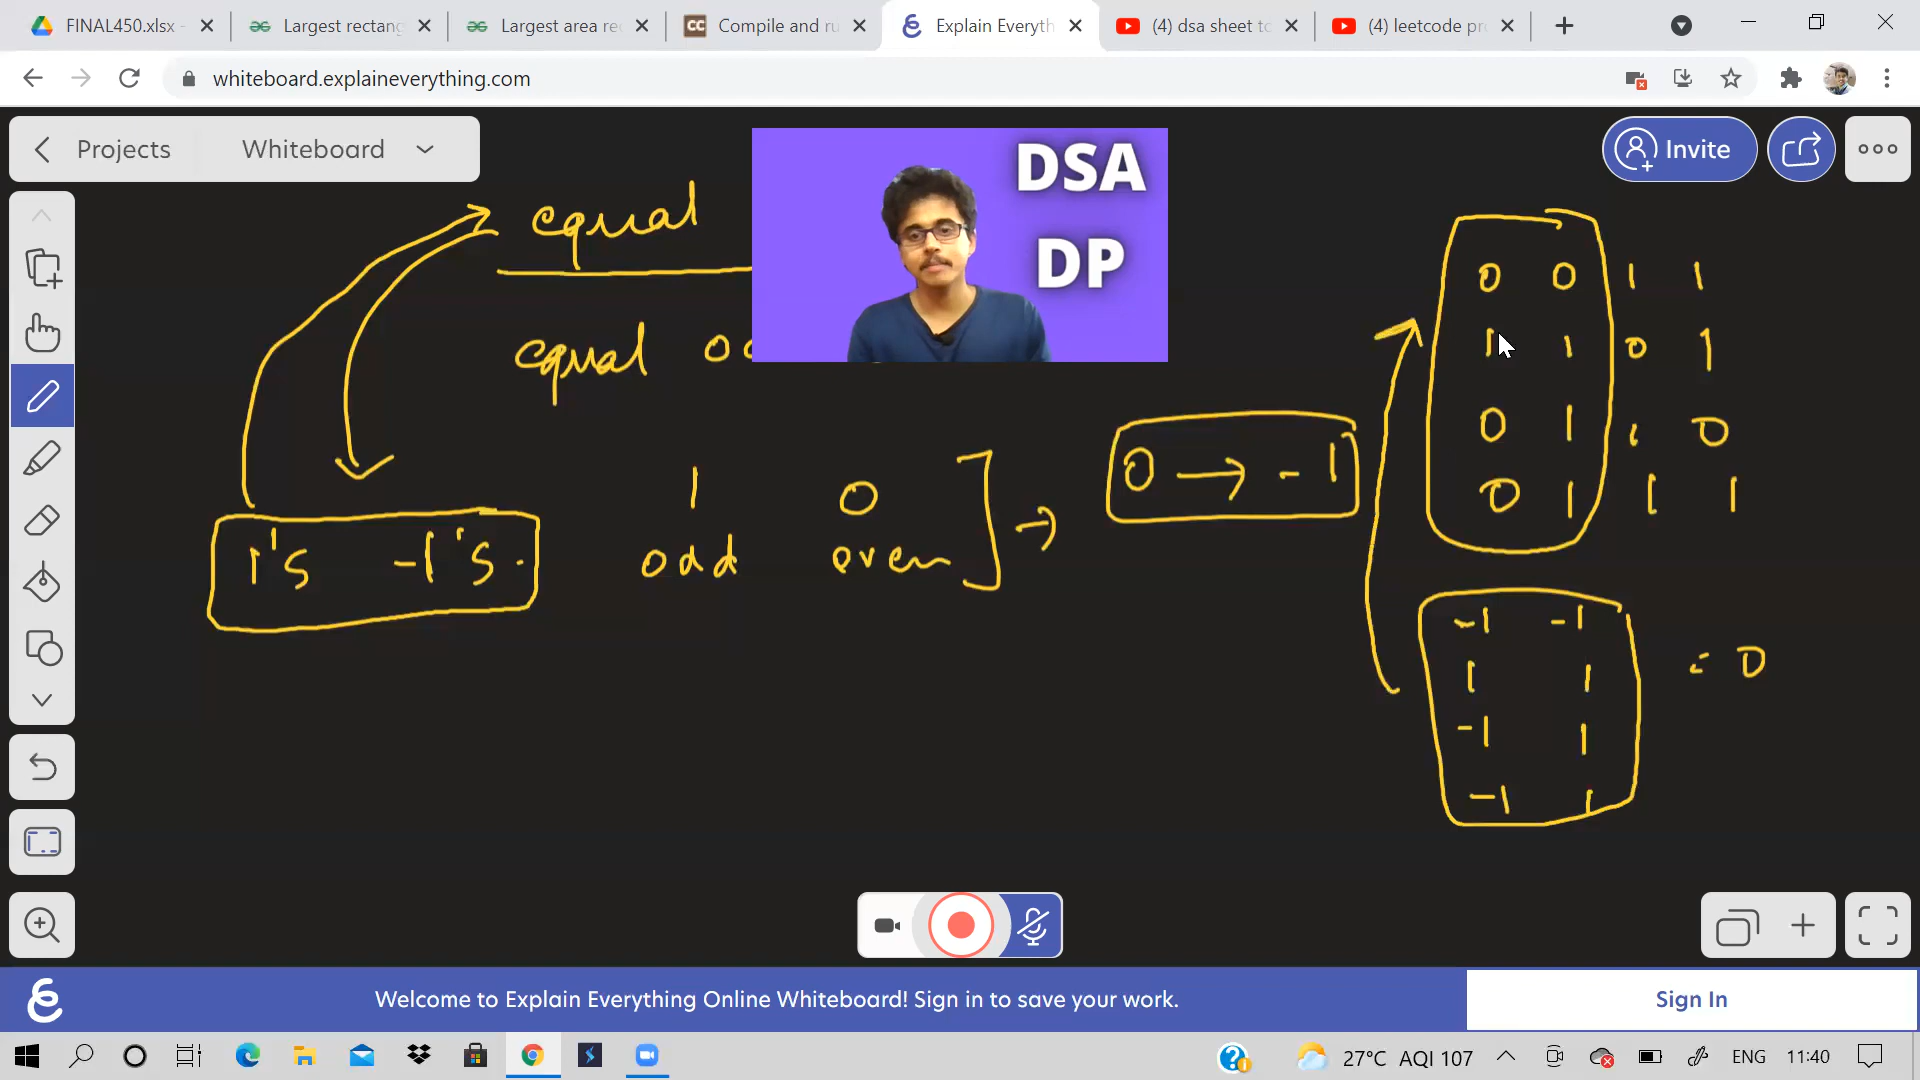 FINAL450.xlsx -
Largest rectang
Largest area re
Compile and ru
Explain Everyth
(4) dsa sheet to
(4) leetcode pr
whiteboard.explaineverything.com
Projects
Whiteboard
Invite
DSA
DP
equal
equal
0 0 1 1
1 1 0 1
0 1 1 0
0 1 1 1
0 → -1
1 0
odd even
1's -1's.
-1 -1
1 1
-1 1
-1 1
= 0
Welcome to Explain Everything Online Whiteboard! Sign in to save your work.
Sign In
27°C AQI 107
ENG
11:40